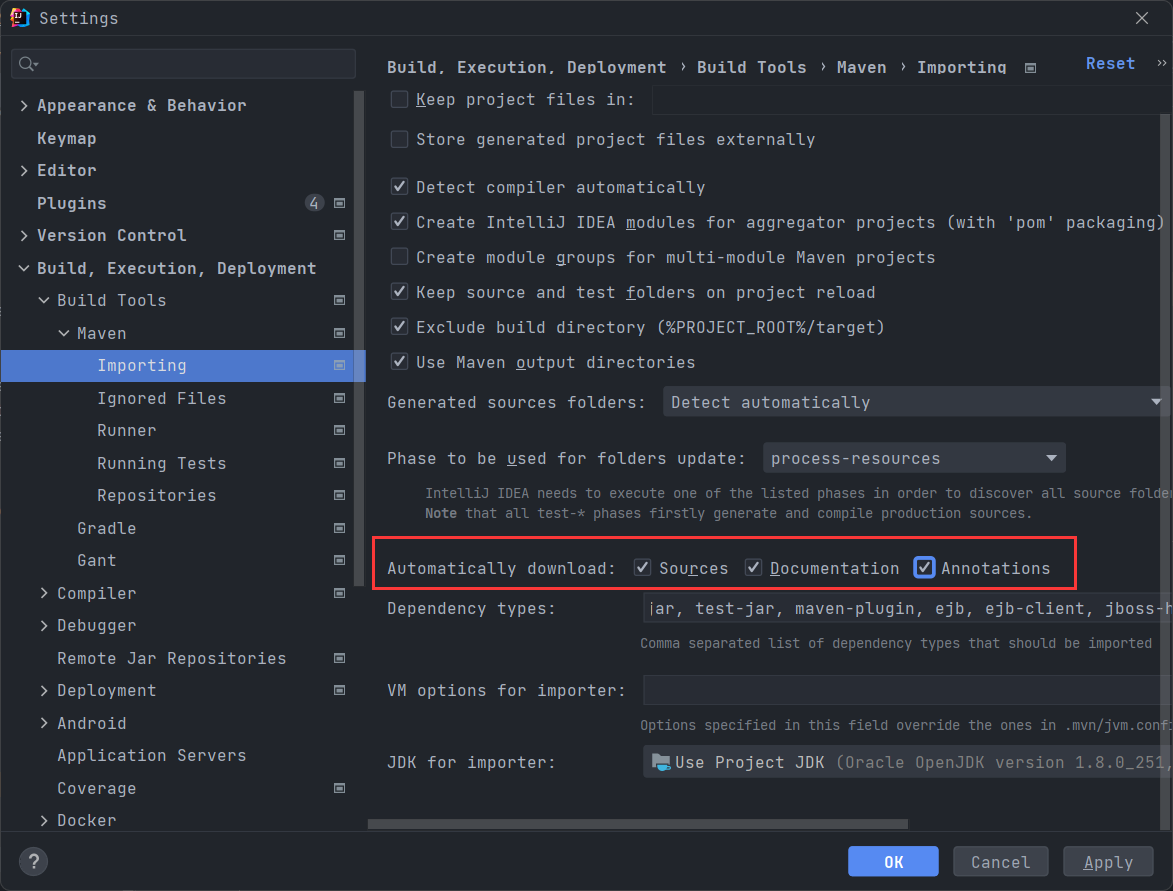 Settings
Build, Execution, Deployment › Build Tools › Maven › Importing Reset »
Appearance & Behavior
Keymap
Editor
Plugins 4
Version Control
Build, Execution, Deployment
Build Tools
Maven
Importing
Ignored Files
Runner
Running Tests
Repositories
Gradle
Gant
Compiler
Debugger
Remote Jar Repositories
Deployment
Android
Application Servers
Coverage
Docker
Keep project files in:
Store generated project files externally
Detect compiler automatically
Create IntelliJ IDEA modules for aggregator projects (with 'pom' packaging)
Create module groups for multi-module Maven projects
Keep source and test folders on project reload
Exclude build directory (%PROJECT_ROOT%/target)
Use Maven output directories
Generated sources folders: Detect automatically
Phase to be used for folders update: process-resources
IntelliJ IDEA needs to execute one of the listed phases in order to discover all source folde
Note that all test-* phases firstly generate and compile production sources.
Automatically download: Sources Documentation Annotations
Dependency types: jar, test-jar, maven-plugin, ejb, ejb-client, jboss-h
Comma separated list of dependency types that should be imported
VM options for importer:
Options specified in this field override the ones in .mvn/jvm.confi
JDK for importer: Use Project JDK (Oracle OpenJDK version 1.8.0_251,
? OK Cancel Apply